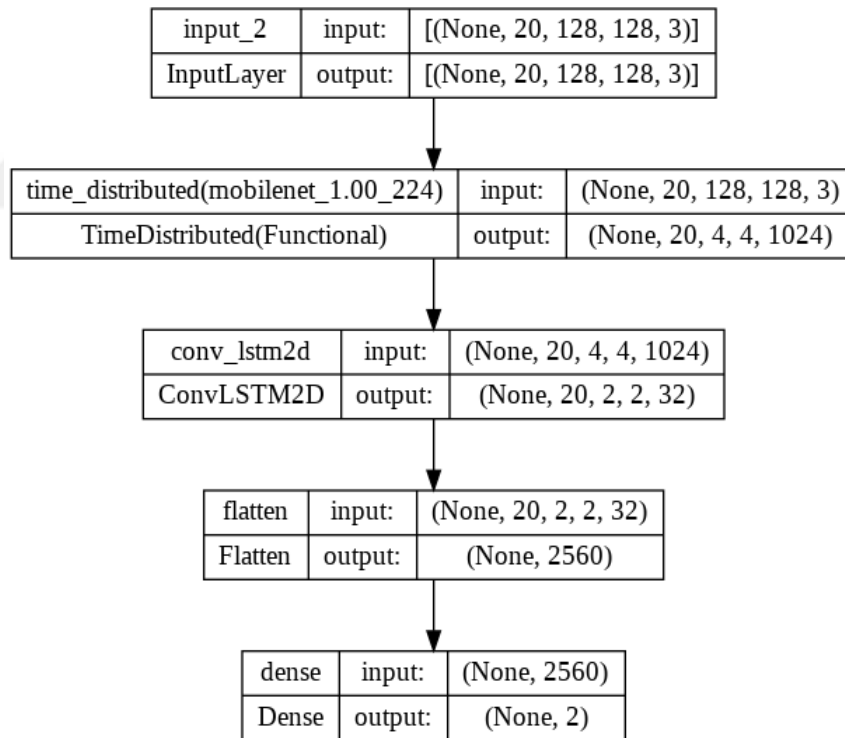 input_2 input: [(None, 20, 128, 128, 3)]
InputLayer output: [(None, 20, 128, 128, 3)]
time_distributed(mobilenet_1.00_224) input: (None, 20, 128, 128, 3)
TimeDistributed(Functional) output: (None, 20, 4, 4, 1024)
conv_lstm2d input: (None, 20, 4, 4, 1024)
ConvLSTM2D output: (None, 20, 2, 2, 32)
flatten input: (None, 20, 2, 2, 32)
Flatten output: (None, 2560)
dense input: (None, 2560)
Dense output: (None, 2)